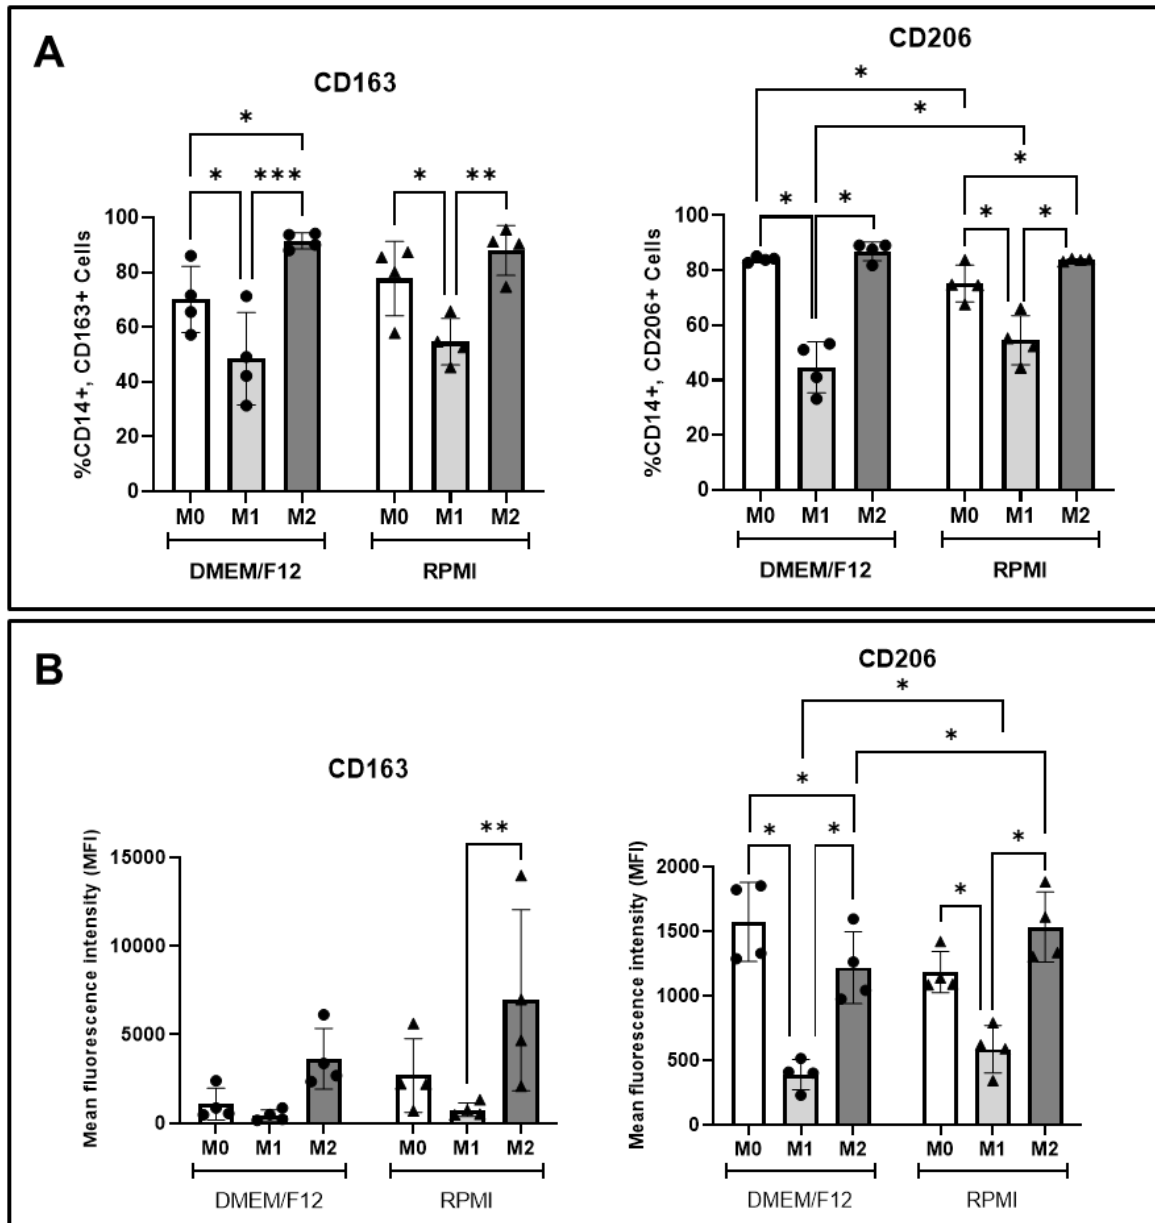 A
CD163
CD206
*
* ***
* **
*
*
*
* *
* *
%CD14+, CD163+ Cells
100
80
60
40
20
0
M0 M1 M2 M0 M1 M2
DMEM/F12 RPMI
%CD14+, CD206+ Cells
100
80
60
40
20
0
M0 M1 M2 M0 M1 M2
DMEM/F12 RPMI
B
CD163
CD206
**
*
*
*
* *
* *
Mean fluorescence intensity (MFI)
15000
10000
5000
0
M0 M1 M2 M0 M1 M2
DMEM/F12 RPMI
Mean fluorescence intensity (MFI)
2000
1500
1000
500
0
M0 M1 M2 M0 M1 M2
DMEM/F12 RPMI